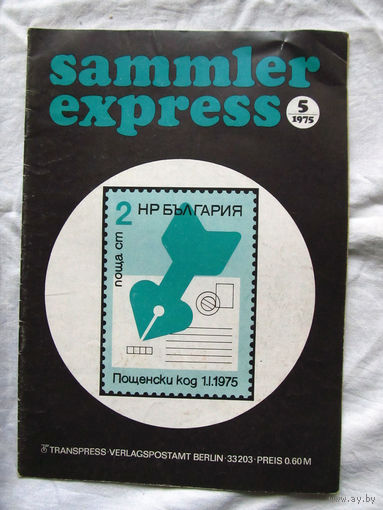 sammler
express
5
1975
2 НР БЪЛГАРИЯ
поща ст
Пощенски код 1.I.1975
TRANSPRESS · VERLAGSPOSTAMT BERLIN · 33203 · PREIS 0.60 M
www.ay.by